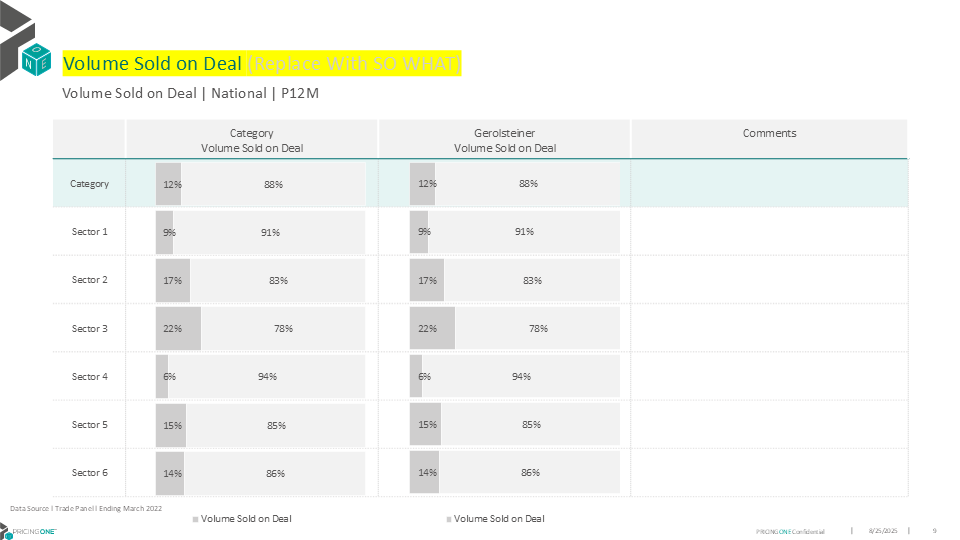 O
N E
Volume Sold on Deal (Replace With SO WHAT)
Volume Sold on Deal | National | P12M
Category
Volume Sold on Deal
Gerolsteiner
Volume Sold on Deal
Comments
Category 12% 88% 12% 88%
Sector 1 9% 91% 9% 91%
Sector 2 17% 83% 17% 83%
Sector 3 22% 78% 22% 78%
Sector 4 6% 94% 6% 94%
Sector 5 15% 85% 15% 85%
Sector 6 14% 86% 14% 86%
Data Source I Trade Panel I Ending March 2022
Volume Sold on Deal Volume Sold on Deal
PRICINGONE™ PRICINGONE Confidential | 8/25/2025 | 9